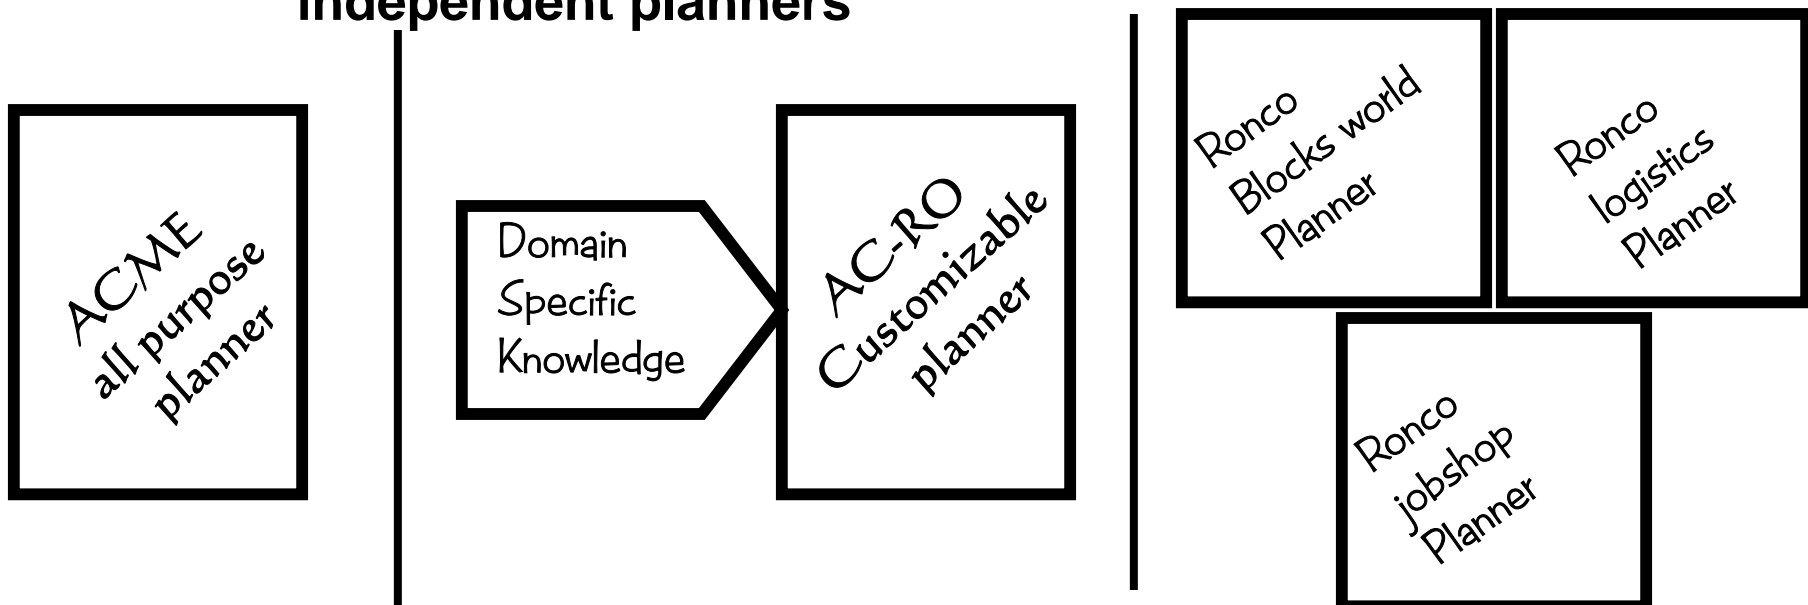 independent planners
ACME
all purpose
planner
Domain
Specific
Knowledge
AC-RO
Customizable
planner
Ronco
Blocks world
Planner
Ronco
logistics
Planner
Ronco
jobshop
Planner